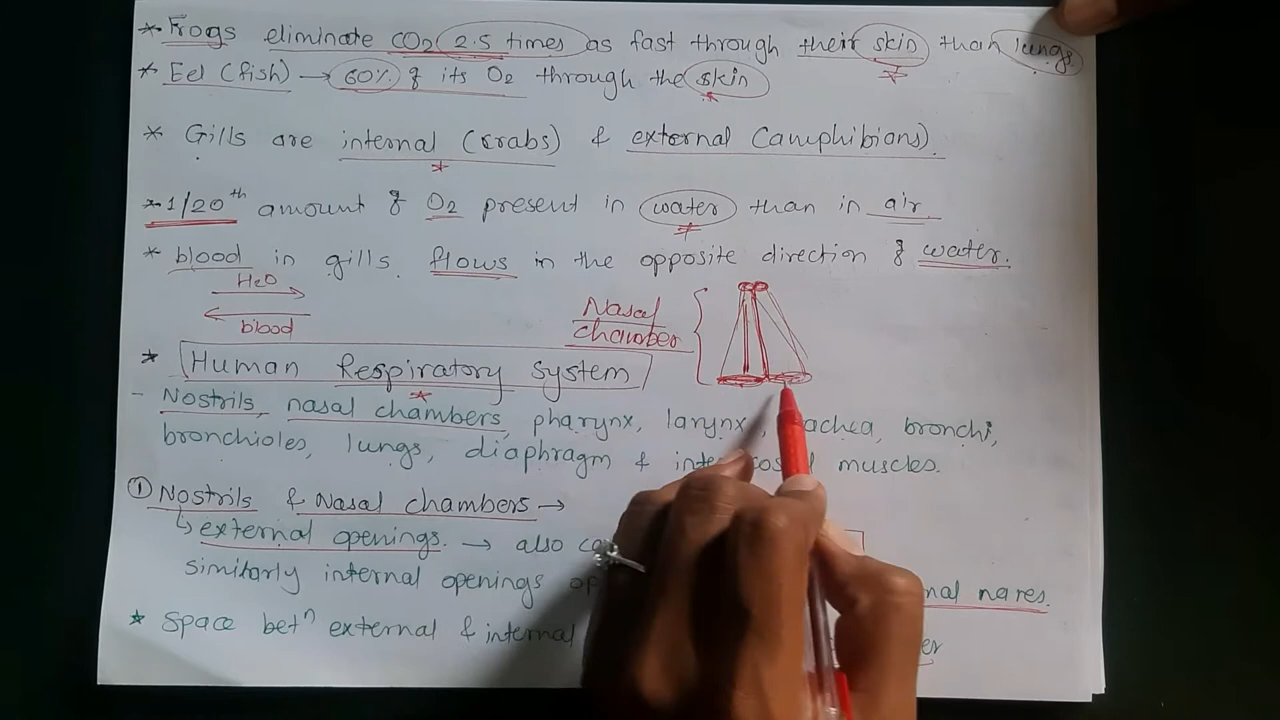 * Frogs eliminate CO2 2.5 times as fast through their skin than lungs
* Eel (fish) → 60% of its O2 through the skin
* Gills are internal (crabs) & external (amphibians).
* 1/20th amount of O2 present in water than in air
* blood in gills flows in the opposite direction of water.
H2O
blood
Nasal
chamber
* Human Respiratory System
- Nostrils, nasal chambers, pharynx, larynx, bronchi,
bronchioles, lungs, diaphragm & muscles.
① Nostrils & Nasal chambers →
↳ external openings. → also
similarly internal openings nares.
* Space betn external & internal